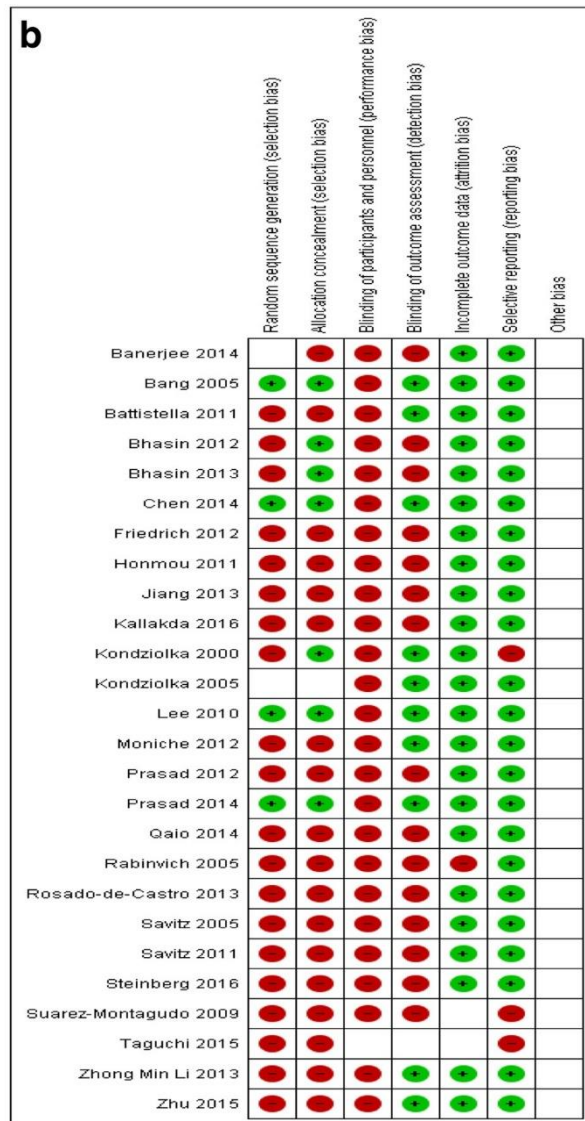 b
Random sequence generation (selection bias)
Allocation concealment (selection bias)
Blinding of participants and personnel (performance bias)
Blinding of outcome assessment (detection bias)
Incomplete outcome data (attrition bias)
Selective reporting (reporting bias)
Other bias
Banerjee 2014 - - - + +
Bang 2005 + + - + + +
Battistella 2011 - - - + + +
Bhasin 2012 - + - - + +
Bhasin 2013 - + - - + +
Chen 2014 + + - + + +
Friedrich 2012 - - - - + +
Honmou 2011 - - - - + +
Jiang 2013 - - - - + +
Kallakda 2016 - - - - + +
Kondziolka 2000 - + - + + -
Kondziolka 2005 - + + +
Lee 2010 + + - + + +
Moniche 2012 - - - + + +
Prasad 2012 - - - - + +
Prasad 2014 + + - + + +
Qaio 2014 - - - - + +
Rabinvich 2005 - - - - - +
Rosado-de-Castro 2013 - - - - + +
Savitz 2005 - - - - + +
Savitz 2011 - - - - + +
Steinberg 2016 - - - - + +
Suarez-Montagudo 2009 - - - - -
Taguchi 2015 - - -
Zhong Min Li 2013 - - - + + +
Zhu 2015 - - - + + +